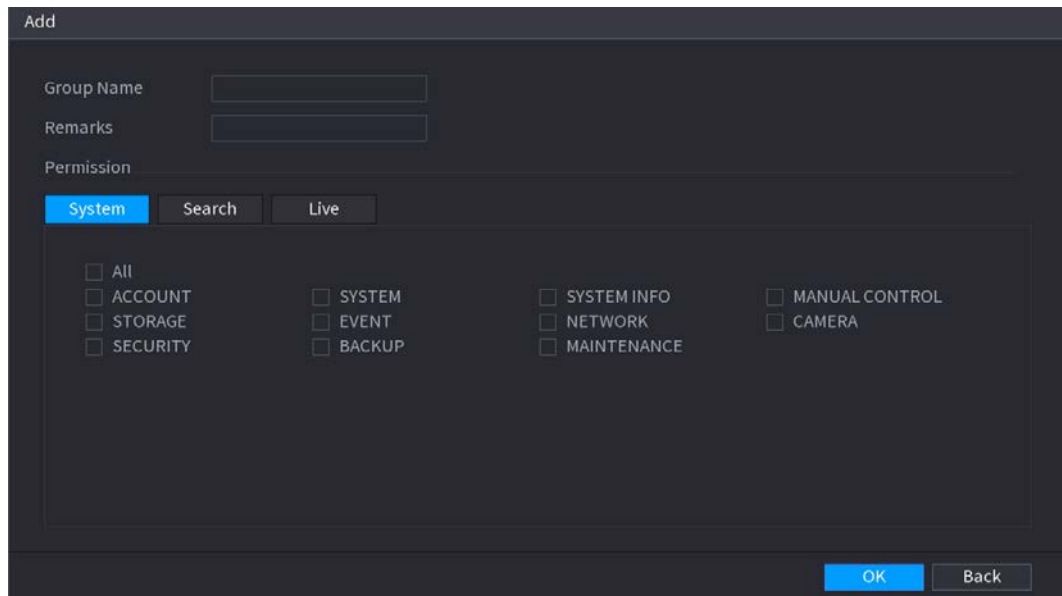 Add
Group Name
Remarks
Permission
System Search Live
All
ACCOUNT SYSTEM SYSTEM INFO MANUAL CONTROL
STORAGE EVENT NETWORK CAMERA
SECURITY BACKUP MAINTENANCE
OK Back